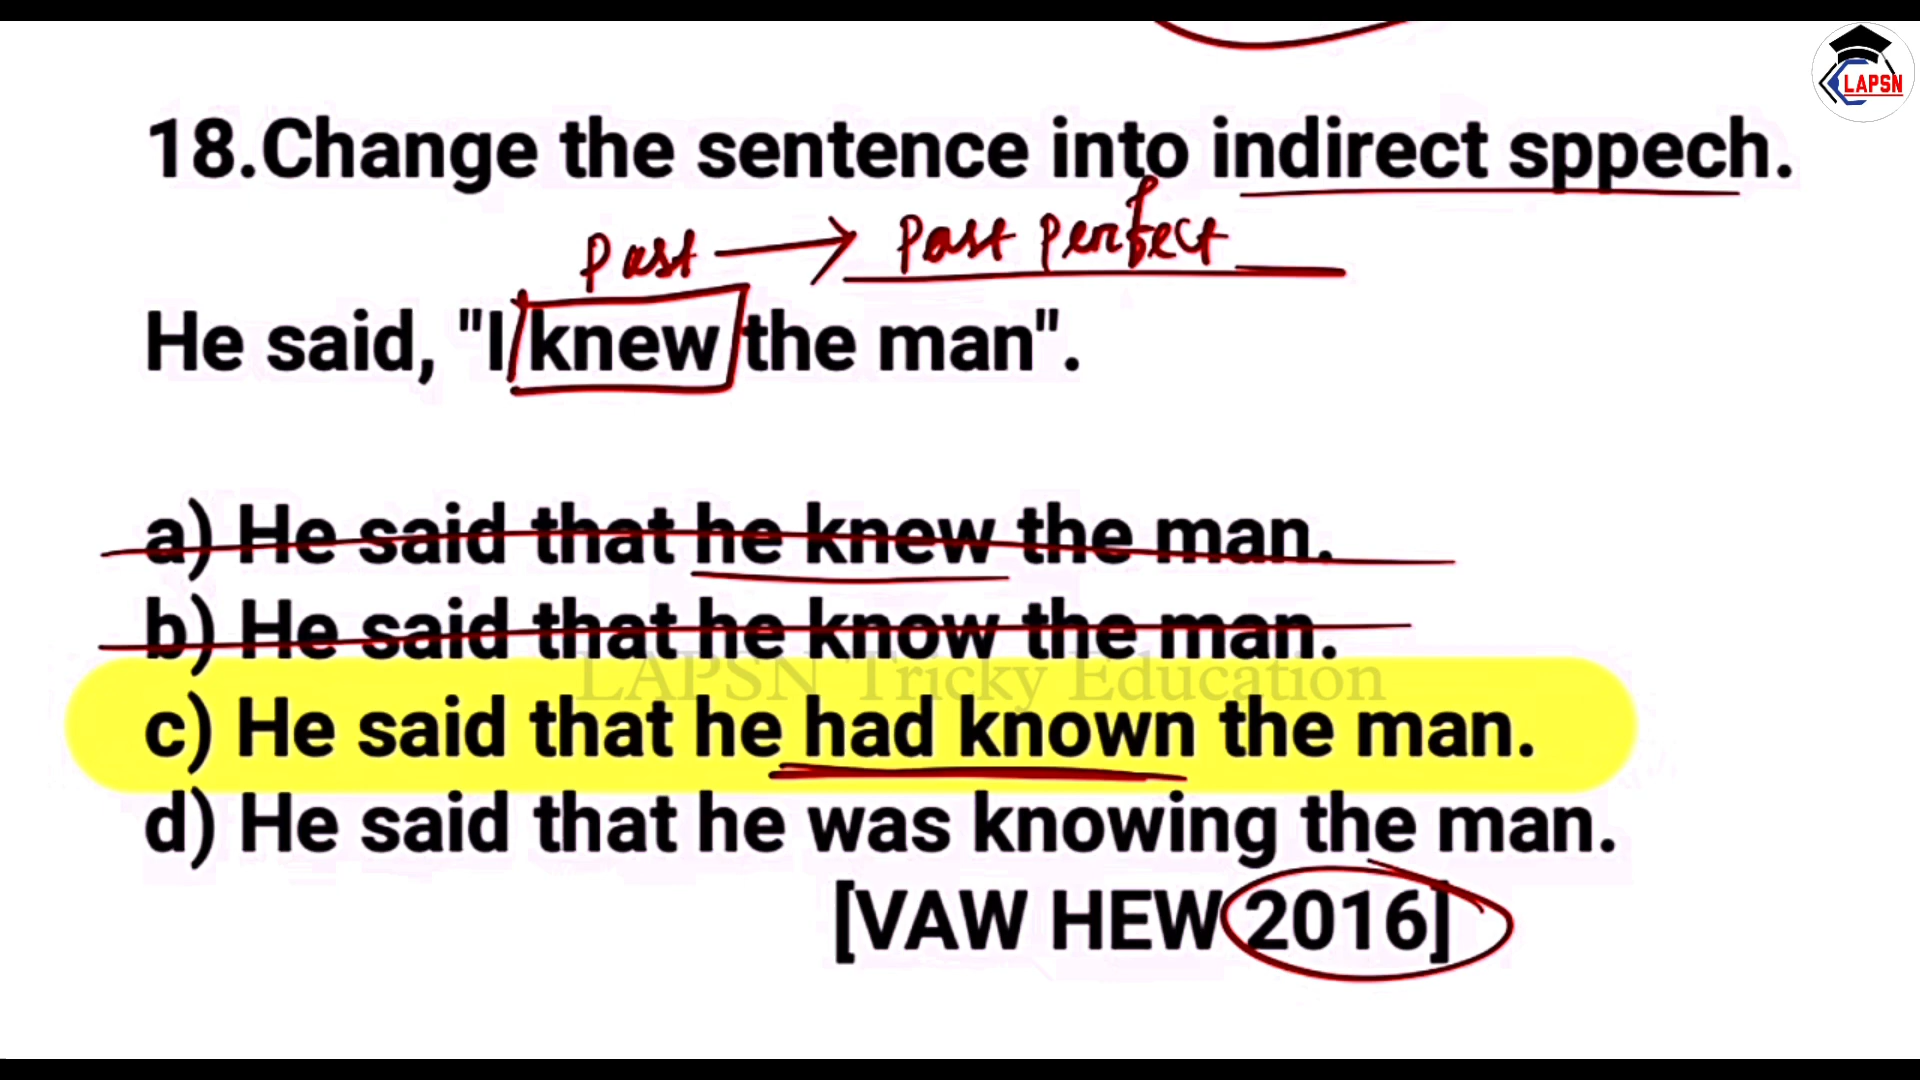 LAPSN
18.Change the sentence into indirect sppech.
Past → Past Perfect
He said, "I knew the man".
a) He said that he knew the man.
b) He said that he know the man.
LAPSN Tricky Education
c) He said that he had known the man.
d) He said that he was knowing the man.
[VAW HEW 2016]